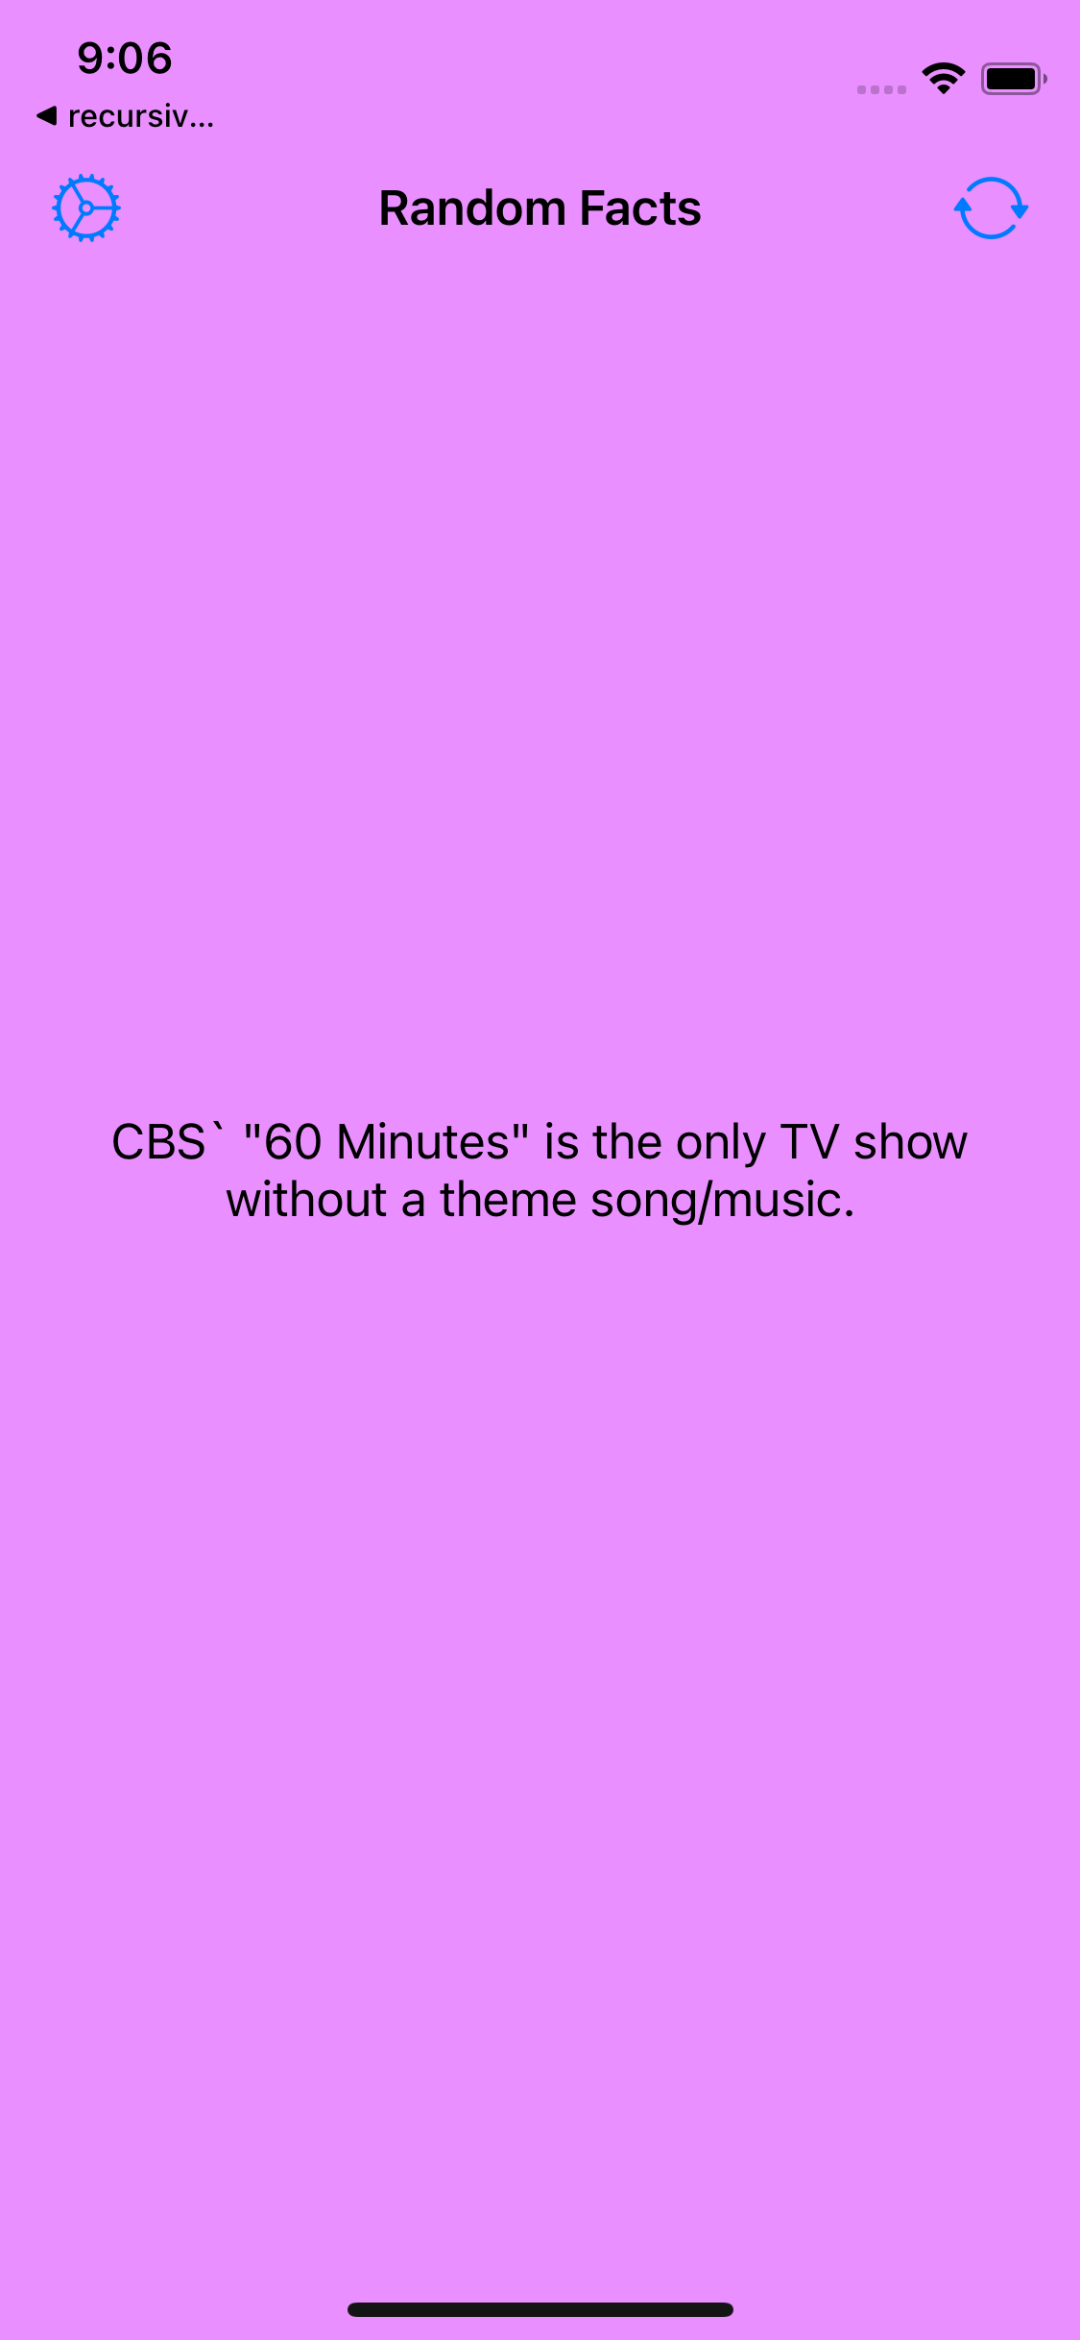 9:06
◀ recursiv...
Random Facts
CBS` "60 Minutes" is the only TV show
without a theme song/music.